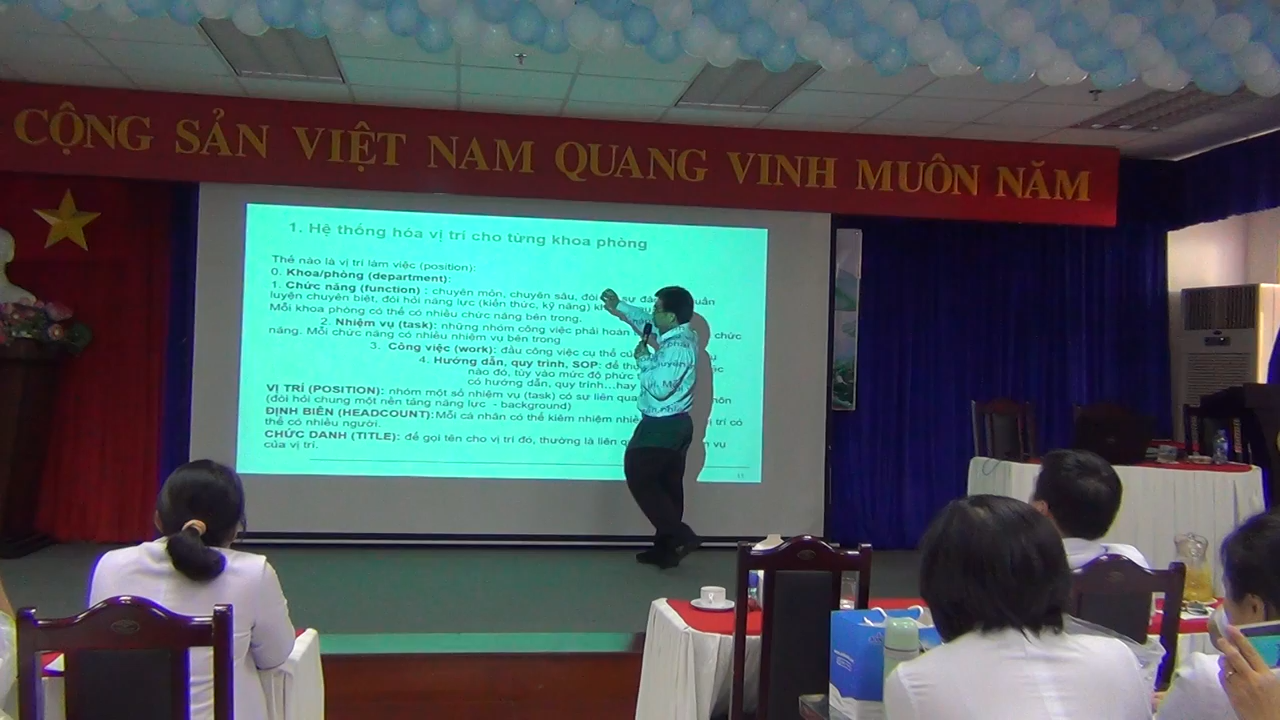 CỘNG SẢN VIỆT NAM QUANG VINH MUÔN NĂM
1. Hệ thống hóa vị trí cho từng khoa phòng
Thế nào là vị trí làm việc (position):
0. Khoa/phòng (department):
1. Chức năng (function) : chuyên môn, chuyên sâu, đòi sự
luyện chuyên biệt, đòi hỏi năng lực (kiến thức, kỹ năng)
Mỗi khoa phòng có thể có nhiều chức năng bên trong.
2. Nhiệm vụ (task): những nhóm công việc phải hoàn chức
năng. Mỗi chức năng có nhiều nhiệm vụ bên trong
3. Công việc (work): đầu công việc cụ thể
4. Hướng dẫn, quy trình, SOP: để
nào đó, tùy vào mức độ phức
có hướng dẫn, quy trình...hay
VỊ TRÍ (POSITION): nhóm một số nhiệm vụ (task) có sự liên
(đòi hỏi chung một nền tảng năng lực - background)
ĐỊNH BIÊN (HEADCOUNT): Mỗi cá nhân có thể kiêm nhiệm trí có
thể có nhiều người.
CHỨC DANH (TITLE): để gọi tên cho vị trí đó, thường là liên vụ
của vị trí.
11